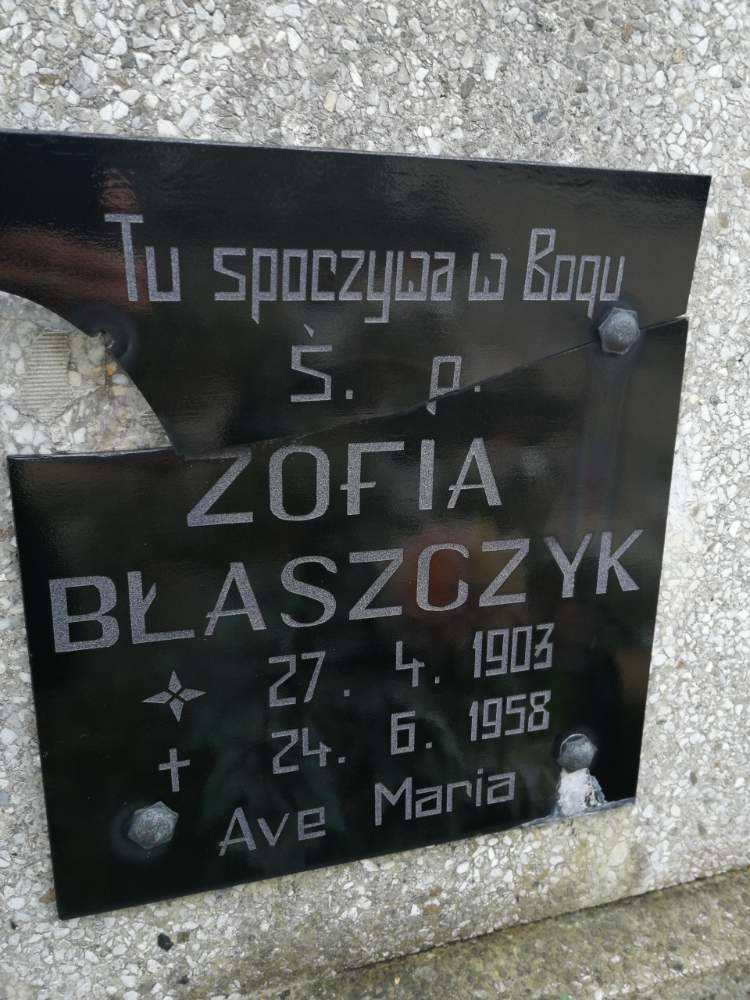 Tu spoczywa w Bogu
Ś. p.
ZOFIA
BŁASZCZYK
27. 4. 1903
24. 6. 1958
Ave Maria